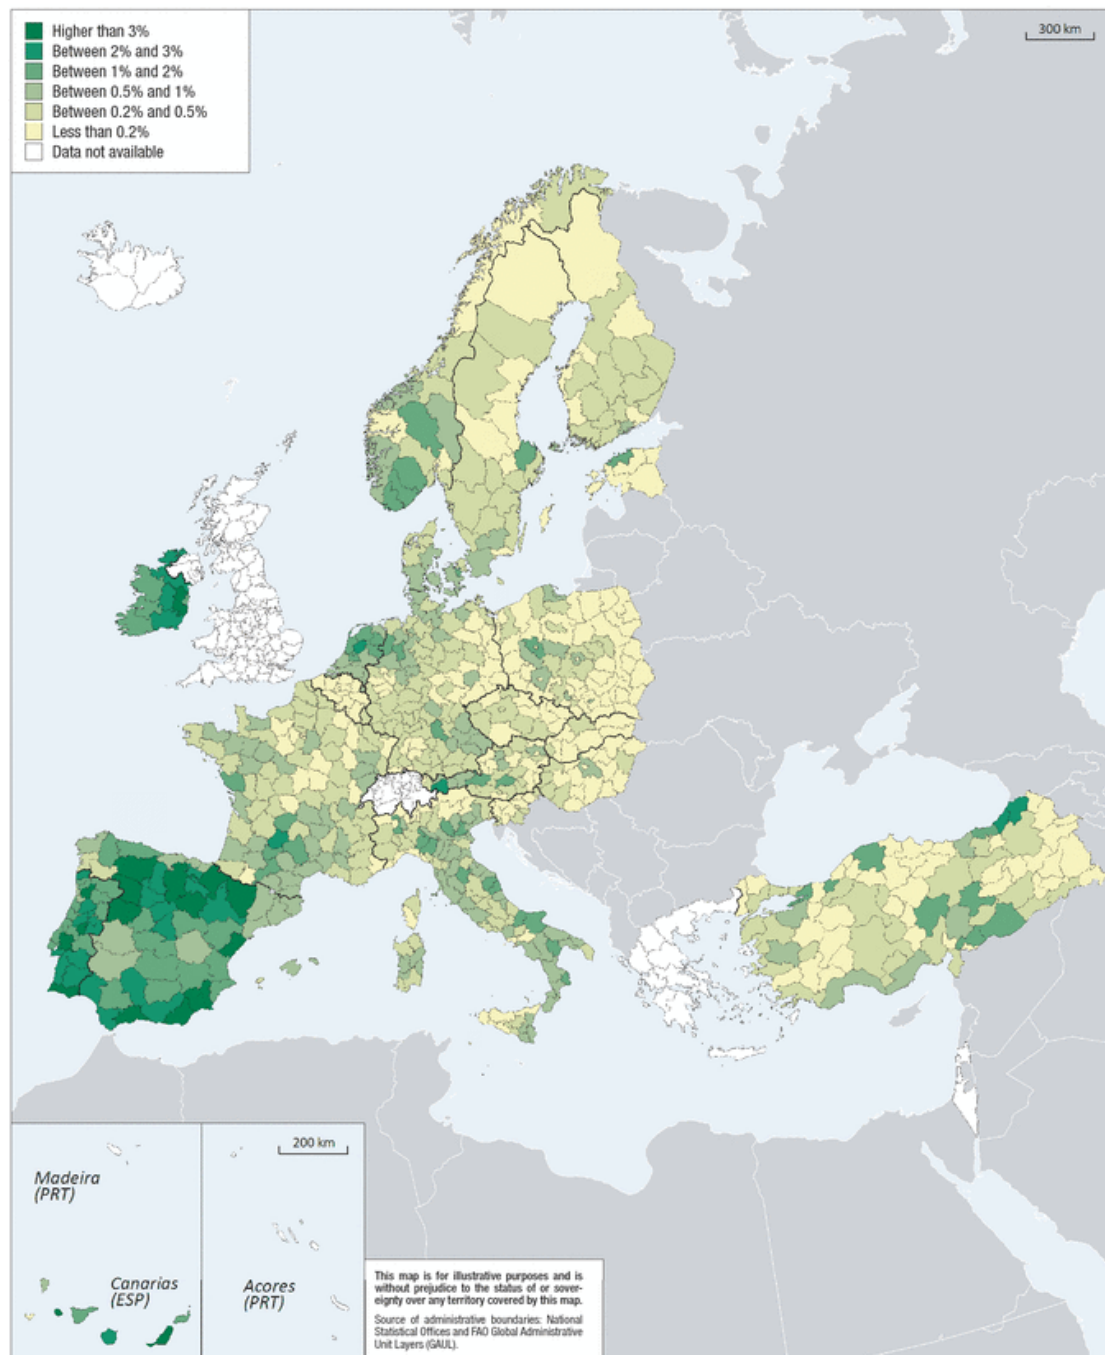 Higher than 3%
Between 2% and 3%
Between 1% and 2%
Between 0.5% and 1%
Between 0.2% and 0.5%
Less than 0.2%
Data not available
300 km
200 km
Madeira
(PRT)
Canarias
(ESP)
Acores
(PRT)
This map is for illustrative purposes and is
without prejudice to the status of or sover-
eignty over any territory covered by this map.
Source of administrative boundaries: National
Statistical Offices and FAO Global Administrative
Unit Layers (GAUL).